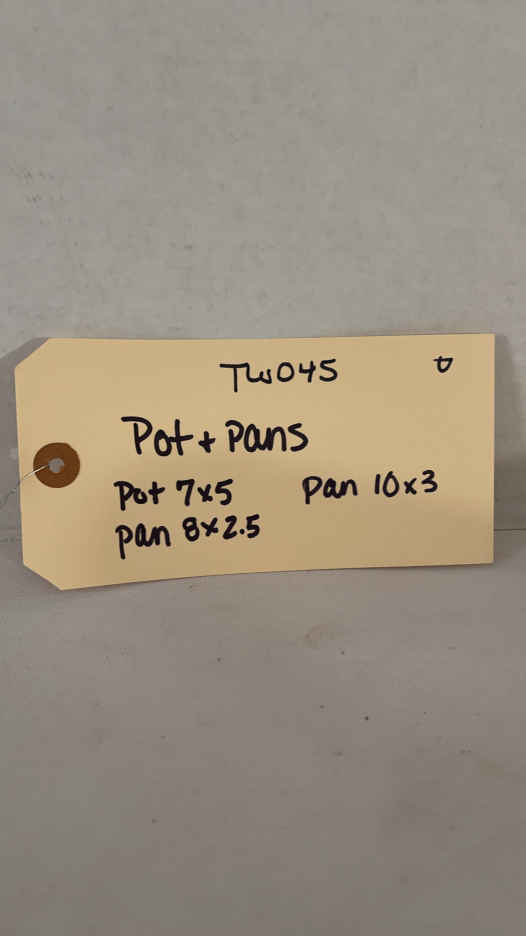 TW045
Pot + Pans
Pot 7x5 Pan 10x3
Pan 8x2.5